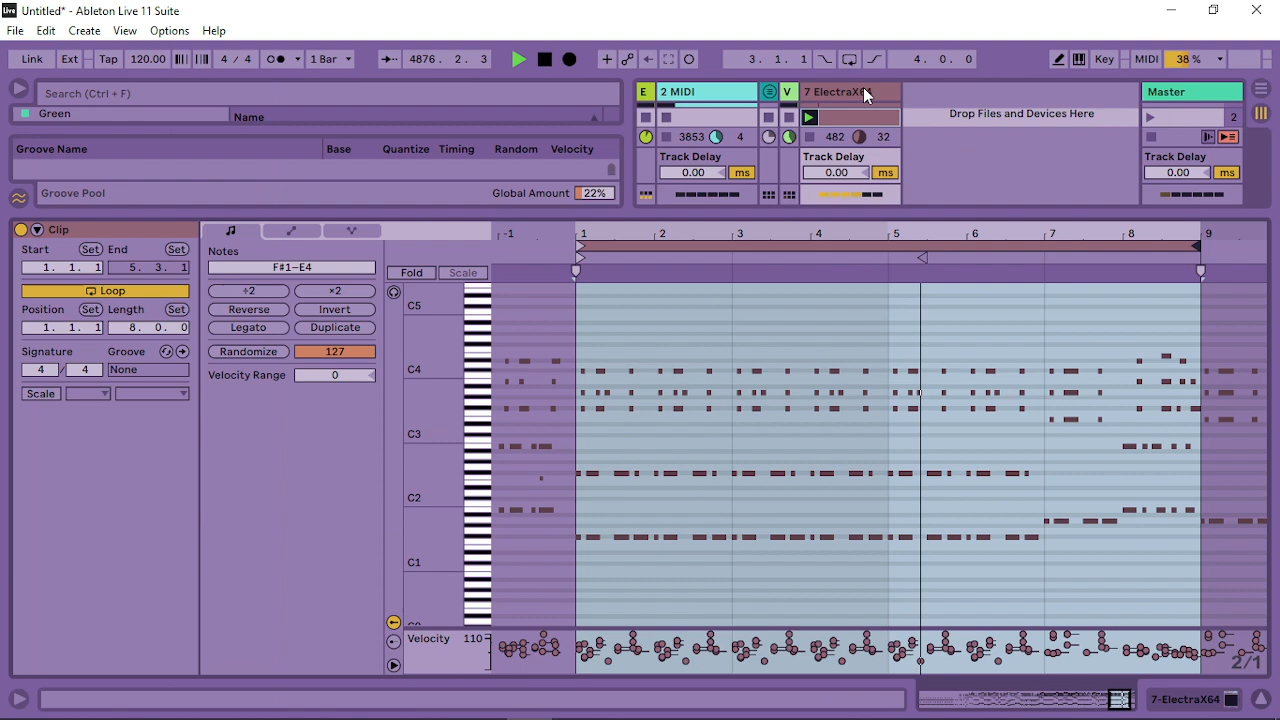 Live Untitled* - Ableton Live 11 Suite
File Edit Create View Options Help
Link Ext Tap 120.00 4 / 4 1 Bar 4876. 2. 3 3. 1. 1 4. 0. 0 Key MIDI 38 %
Search (Ctrl + F)
Green Name
Groove Name Base Quantize Timing Random Velocity
Groove Pool Global Amount 22%
E 2 MIDI V 7 ElectraX64 Master
Drop Files and Devices Here
2
3853 4 482 32
Track Delay Track Delay Track Delay
0.00 ms 0.00 ms 0.00 ms
Clip
Start Set End Set
1. 1. 1 5. 3. 1
Loop
Position Set Length Set
1. 1. 1 8. 0. 0
Signature Groove
4 / 4 None
Scale
Notes
F#1–E4
÷2 ×2
Reverse Invert
Legato Duplicate
Randomize 127
Velocity Range 0
-1 1 2 3 4 5 6 7 8 9
Fold Scale
C5
C4
C3
C2
C1
C0
Velocity 110
2/1
7-ElectraX64